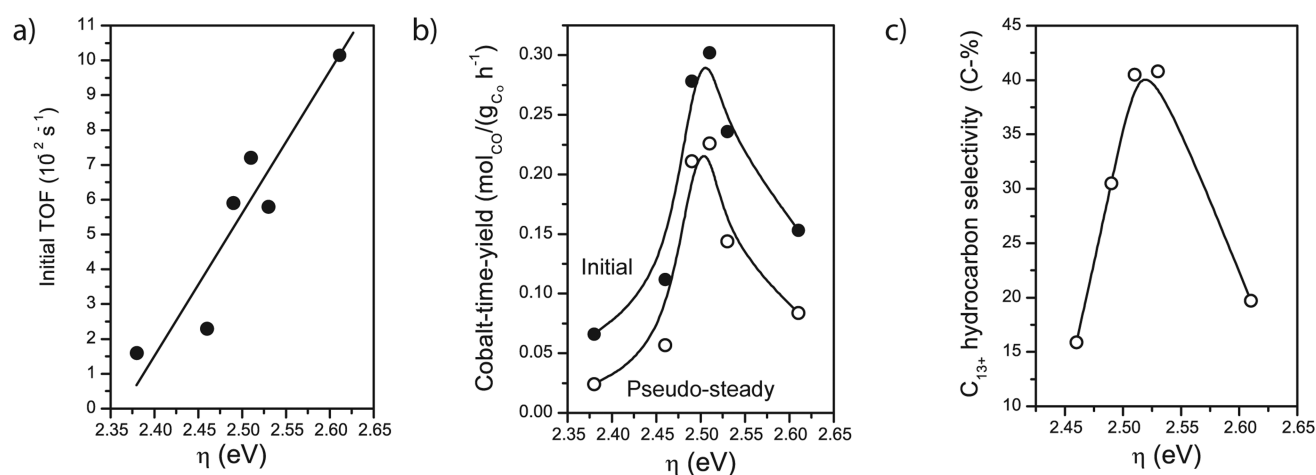 a)
Initial TOF (10⁻² s⁻¹)
11
10
9
8
7
6
5
4
3
2
1
0
2.40 2.45 2.50 2.55 2.60 2.65
η (eV)
b)
Cobalt-time-yield (mol_CO/(g_Co h⁻¹)
0.30
0.25
0.20
0.15
0.10
0.05
0.00
Initial
Pseudo-steady
2.35 2.40 2.45 2.50 2.55 2.60 2.65
η (eV)
c)
C₁₃₊ hydrocarbon selectivity (C-%)
45
40
35
30
25
20
15
10
2.45 2.50 2.55 2.60 2.65
η (eV)